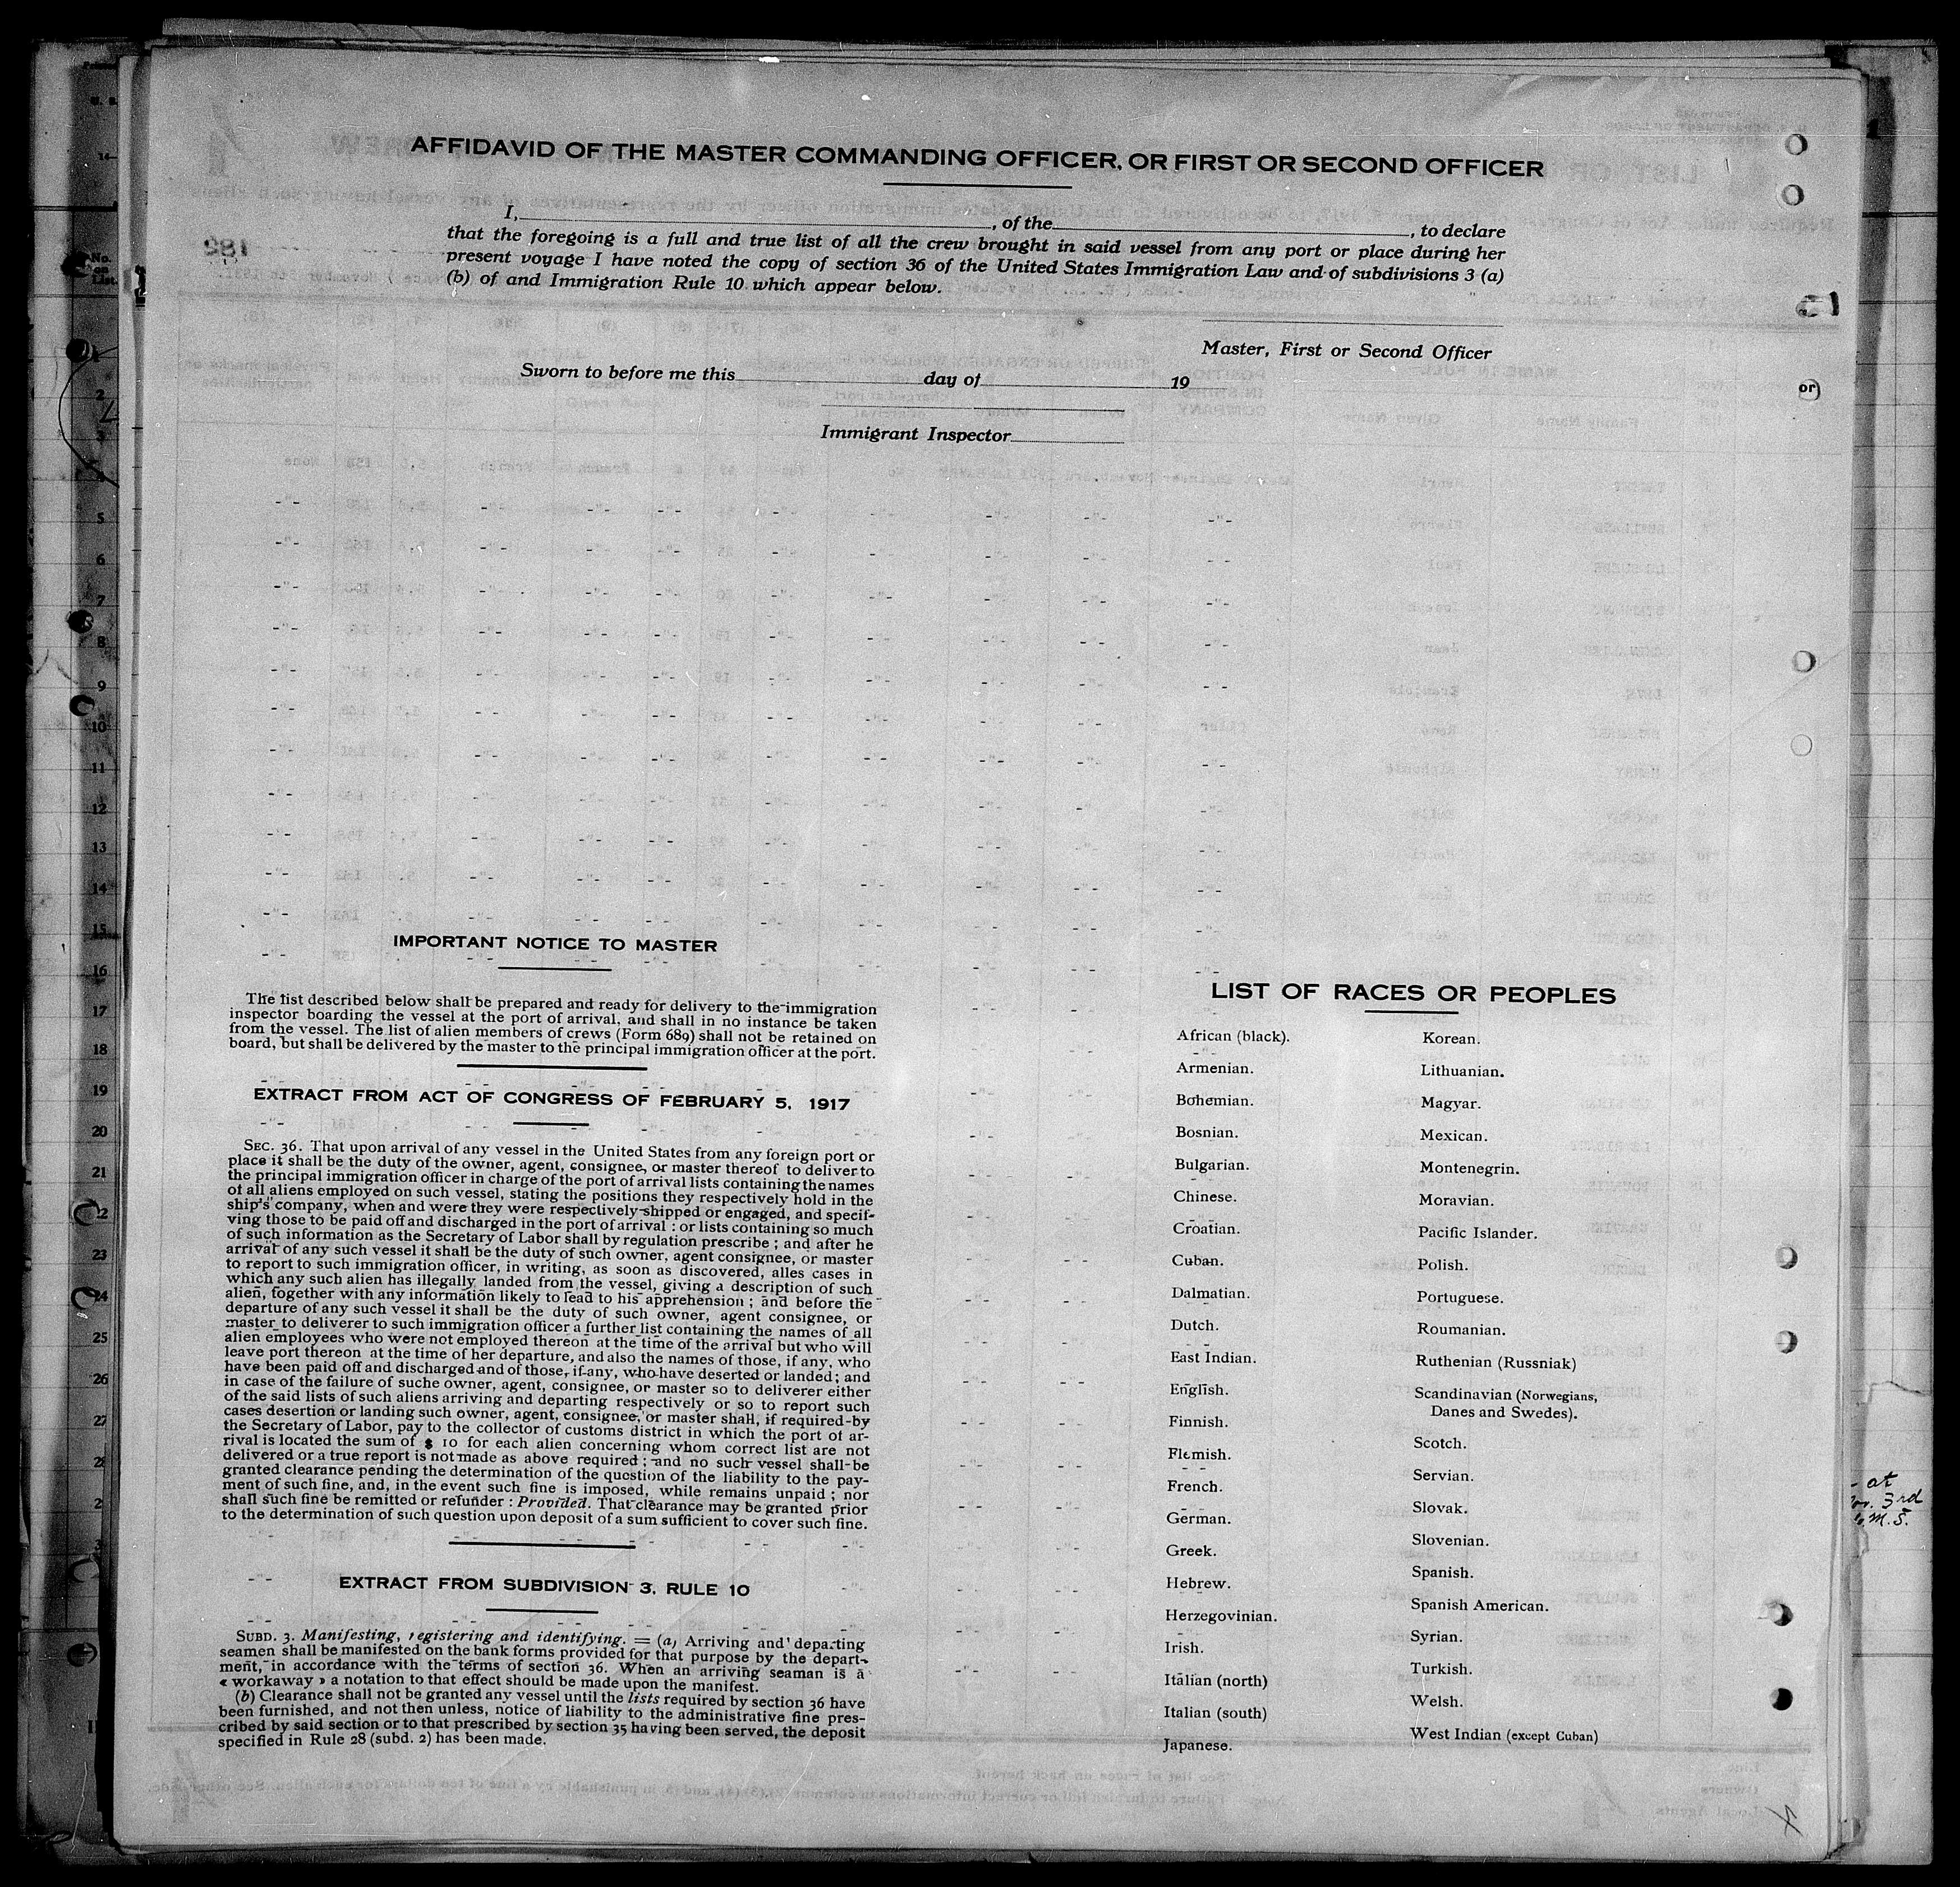 AFFIDAVID OF THE MASTER COMMANDING OFFICER, OR FIRST OR SECOND OFFICER
I, , of the , to declare
that the foregoing is a full and true list of all the crew brought in said vessel from any port or place during her
present voyage I have noted the copy of section 36 of the United States Immigration Law and of subdivisions 3 (a)
(b) of and Immigration Rule 10 which appear below.
Master, First or Second Officer
Sworn to before me this day of 19
Immigrant Inspector
IMPORTANT NOTICE TO MASTER
The list described below shall be prepared and ready for delivery to the immigration
inspector boarding the vessel at the port of arrival, and shall in no instance be taken
from the vessel. The list of alien members of crews (Form 689) shall not be retained on
board, but shall be delivered by the master to the principal immigration officer at the port.
EXTRACT FROM ACT OF CONGRESS OF FEBRUARY 5, 1917
SEC. 36. That upon arrival of any vessel in the United States from any foreign port or
place it shall be the duty of the owner, agent, consignee, or master thereof to deliver to
the principal immigration officer in charge of the port of arrival lists containing the names
of all aliens employed on such vessel, stating the positions they respectively hold in the
ship's company, when and were they were respectively shipped or engaged, and specif-
ving those to be paid off and discharged in the port of arrival : or lists containing so much
of such information as the Secretary of Labor shall by regulation prescribe ; and after he
arrival of any such vessel it shall be the duty of such owner, agent consignee, or master
to report to such immigration officer, in writing, as soon as discovered, alles cases in
which any such alien has illegally landed from the vessel, giving a description of such
alien, fogether with any information likely to lead to his apprehension ; and before the
departure of any such vessel it shall be the duty of such owner, agent consignee, or
master to deliverer to such immigration officer a further list containing the names of all
alien employees who were not employed thereon at the time of the arrival but who will
leave port thereon at the time of her departure, and also the names of those, if any, who
have been paid off and discharged and of those, if any, who have deserted or landed ; and
in case of the failure of suche owner, agent, consignee, or master so to deliverer either
of the said lists of such aliens arriving and departing respectively or so to report such
cases desertion or landing such owner, agent, consignee, or master shall, if required by
the Secretary of Labor, pay to the collector of customs district in which the port of ar-
rival is located the sum of $ 10 for each alien concerning whom correct list are not
delivered or a true report is not made as above required ; and no such vessel shall be
granted clearance pending the determination of the question of the liability to the pay-
ment of such fine, and, in the event such fine is imposed, while remains unpaid ; nor
shall such fine be remitted or refunder : Provided. That clearance may be granted prior
to the determination of such question upon deposit of a sum sufficient to cover such fine.
EXTRACT FROM SUBDIVISION 3, RULE 10
SUBD. 3. Manifesting, registering and identifying. = (a) Arriving and departing
seamen shall be manifested on the bank forms provided for that purpose by the depart-
ment, in accordance with the terms of section 36. When an arriving seaman is a
« workaway » a notation to that effect should be made upon the manifest.
(b) Clearance shall not be granted any vessel until the lists required by section 36 have
been furnished, and not then unless, notice of liability to the administrative fine pres-
cribed by said section or to that prescribed by section 35 having been served, the deposit
specified in Rule 28 (subd. 2) has been made.
LIST OF RACES OR PEOPLES
African (black).
Armenian.
Bohemian.
Bosnian.
Bulgarian.
Chinese.
Croatian.
Cuban.
Dalmatian.
Dutch.
East Indian.
English.
Finnish.
Flemish.
French.
German.
Greek.
Hebrew.
Herzegovinian.
Irish.
Italian (north)
Italian (south)
Japanese.
Korean.
Lithuanian.
Magyar.
Mexican.
Montenegrin.
Moravian.
Pacific Islander.
Polish.
Portuguese.
Roumanian.
Ruthenian (Russniak)
Scandinavian (Norwegians,
Danes and Swedes).
Scotch.
Servian.
Slovak.
Slovenian.
Spanish.
Spanish American.
Syrian.
Turkish.
Welsh.
West Indian (except Cuban)
or
at
3rd
M.S.
No.
on
List.
1
2
3
4
5
6
7
8
9
10
11
12
13
14
15
16
17
18
19
20
21
23
25
26
27